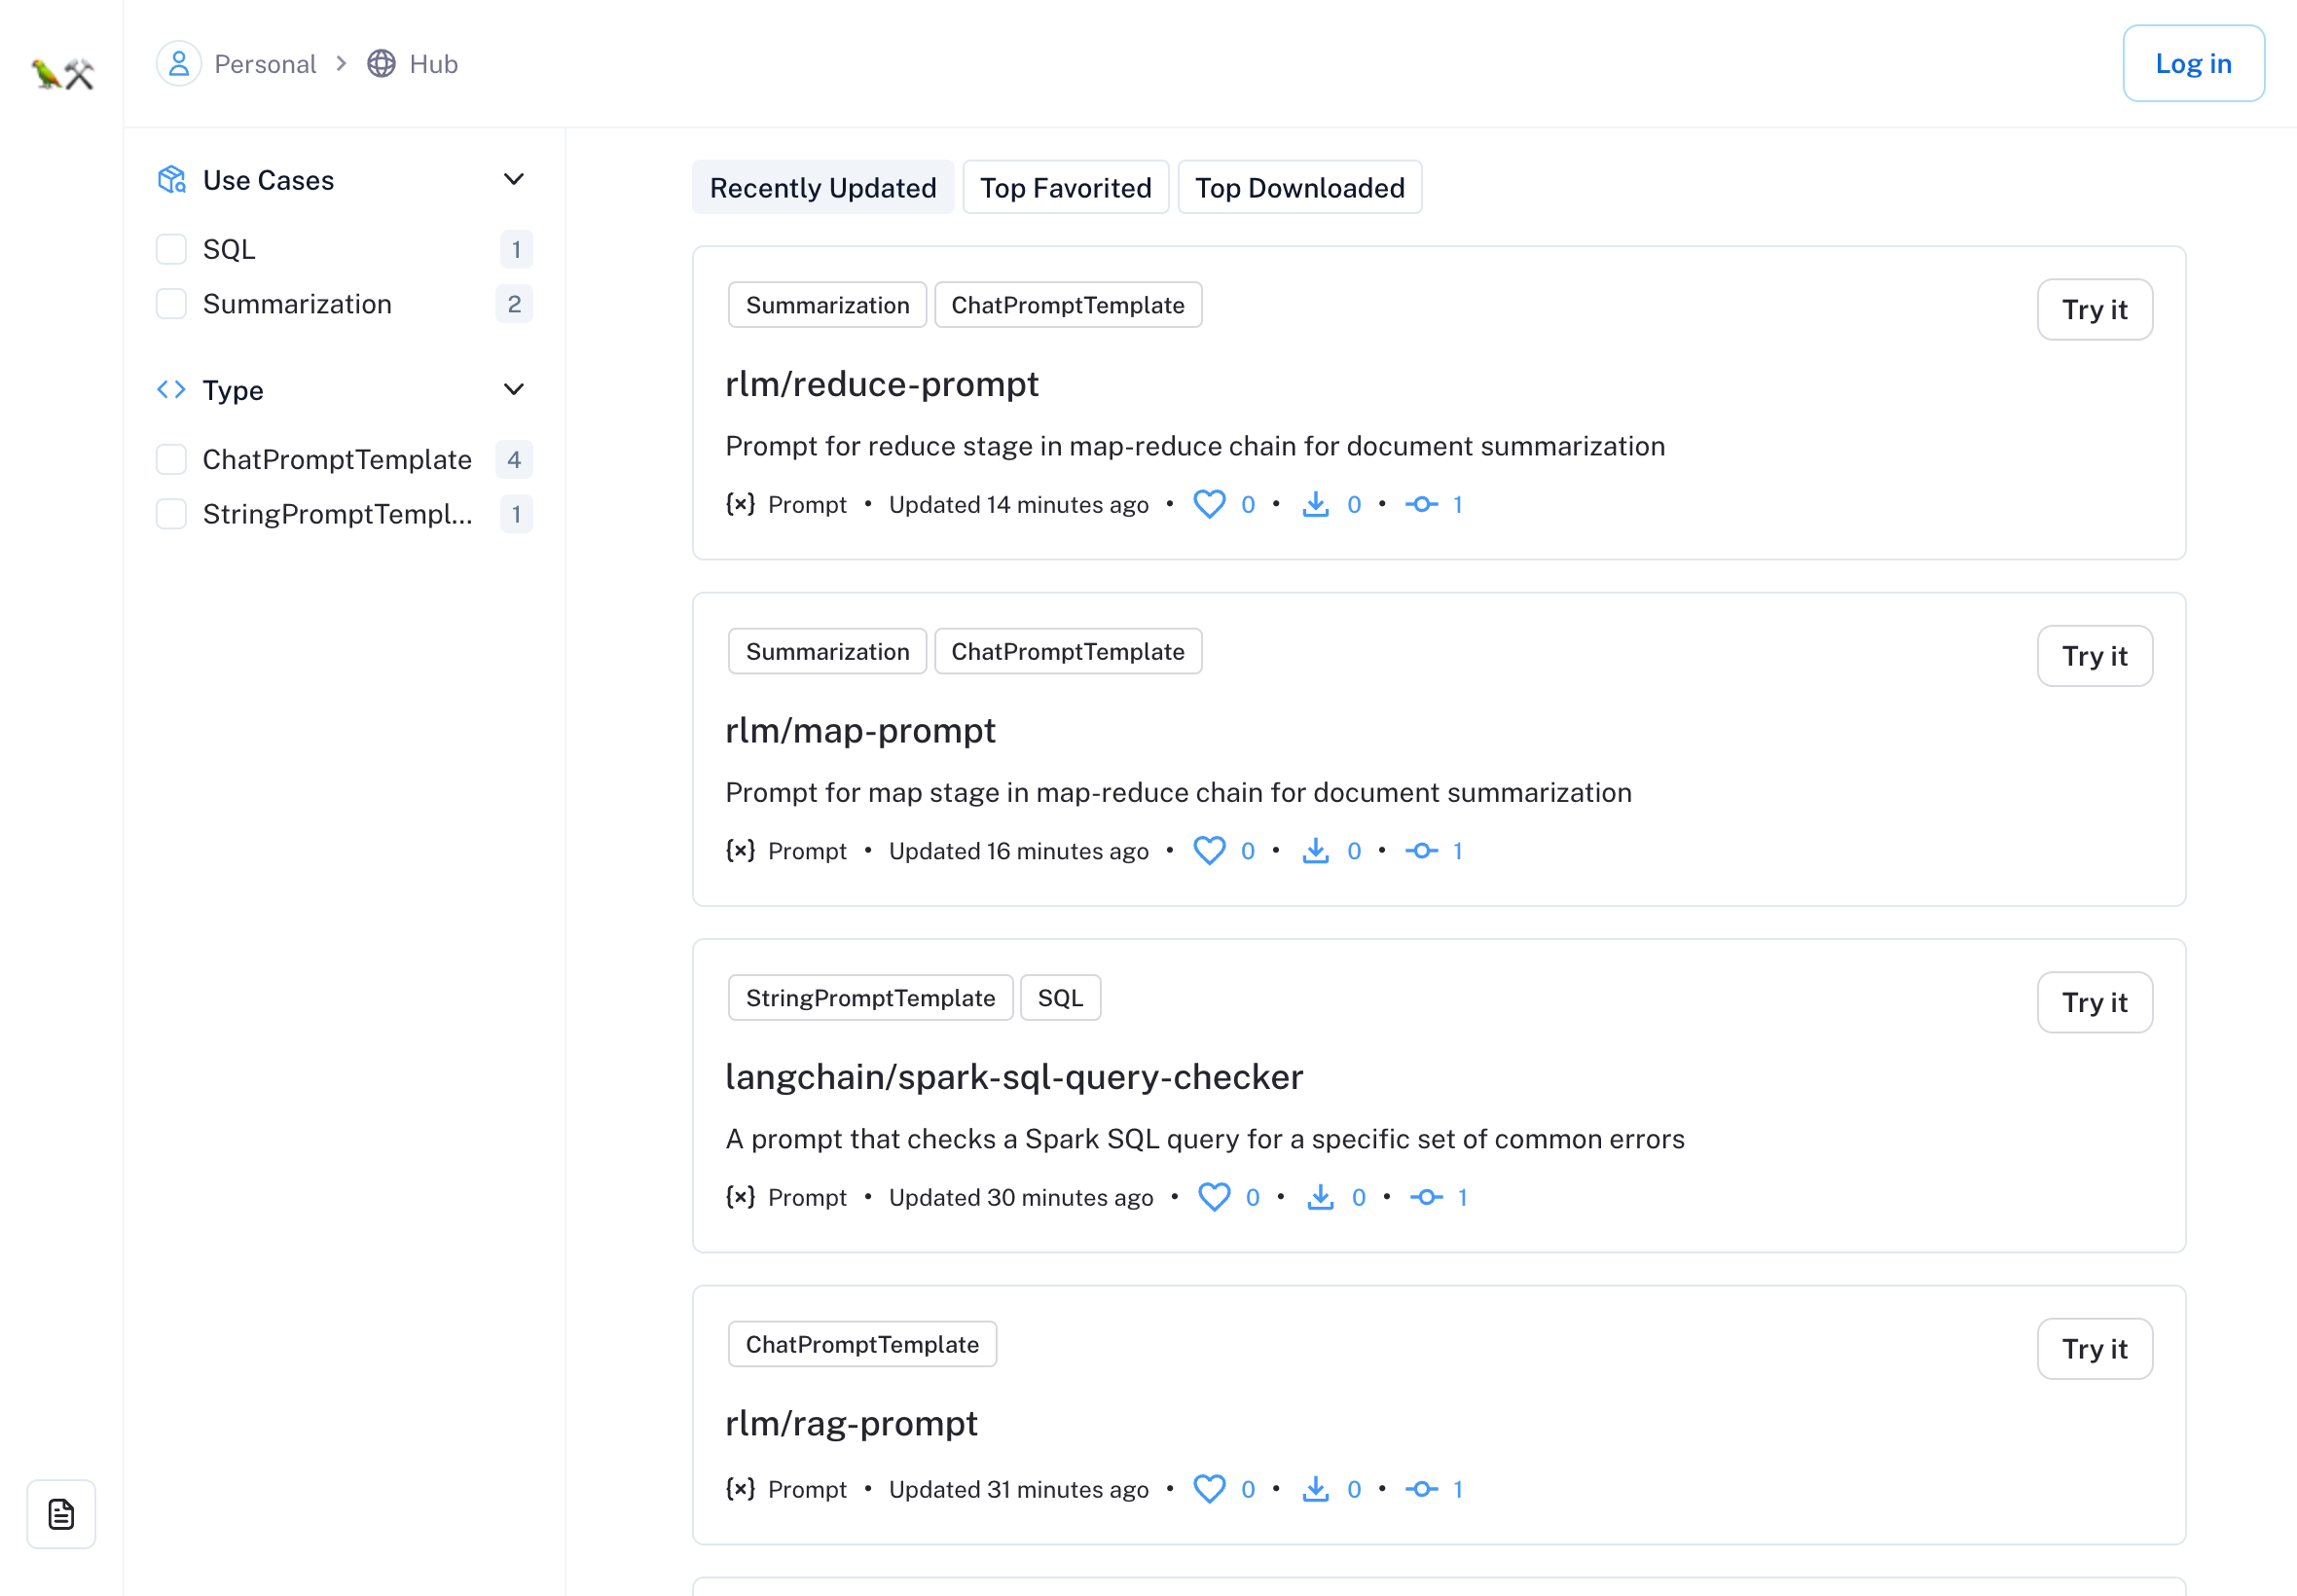 Personal > Hub
Log in
Use Cases
SQL 1
Summarization 2
Type
ChatPromptTemplate 4
StringPromptTempl... 1
Recently Updated Top Favorited Top Downloaded
Summarization ChatPromptTemplate
Try it
rlm/reduce-prompt
Prompt for reduce stage in map-reduce chain for document summarization
{x} Prompt • Updated 14 minutes ago • 0 • 0 • 1
Summarization ChatPromptTemplate
Try it
rlm/map-prompt
Prompt for map stage in map-reduce chain for document summarization
{x} Prompt • Updated 16 minutes ago • 0 • 0 • 1
StringPromptTemplate SQL
Try it
langchain/spark-sql-query-checker
A prompt that checks a Spark SQL query for a specific set of common errors
{x} Prompt • Updated 30 minutes ago • 0 • 0 • 1
ChatPromptTemplate
Try it
rlm/rag-prompt
{x} Prompt • Updated 31 minutes ago • 0 • 0 • 1